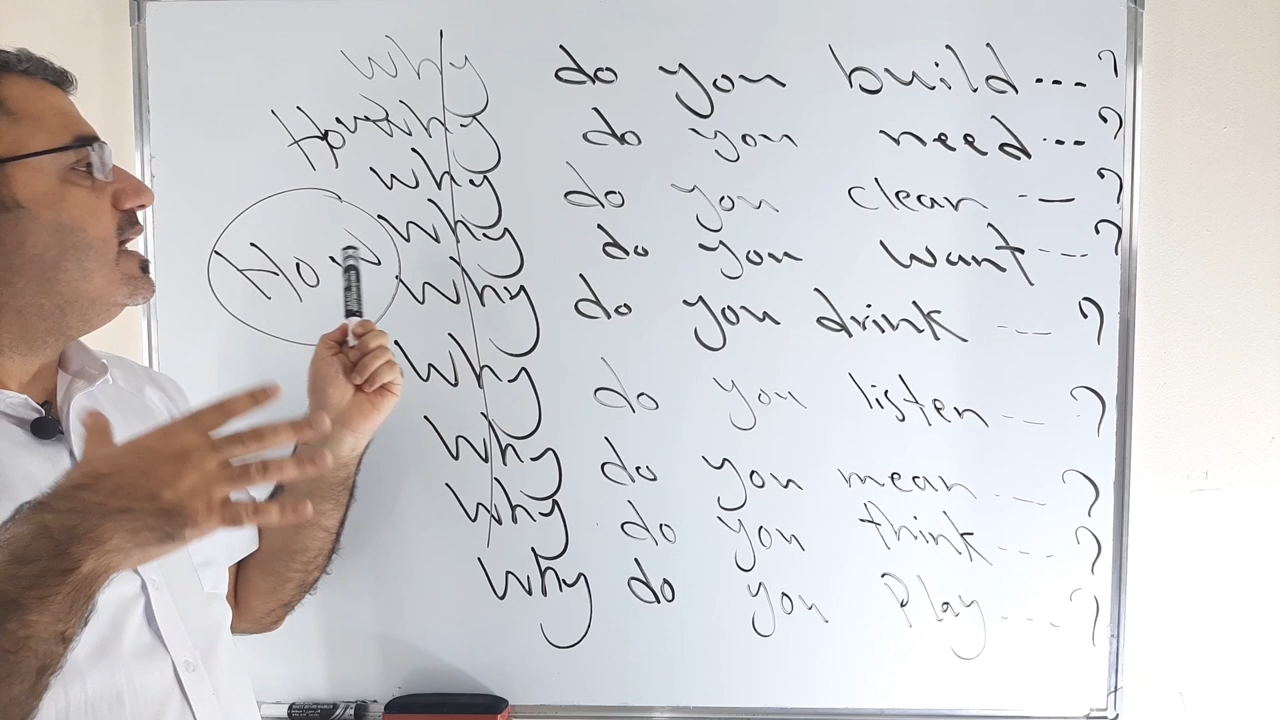 Why do you build...?
How Why do you need...?
Why do you clean ...?
Why do you want ...?
How
Why do you drink ...?
Why do you listen ...?
Why do you mean ...?
Why do you think ...?
Why do you Play ...?